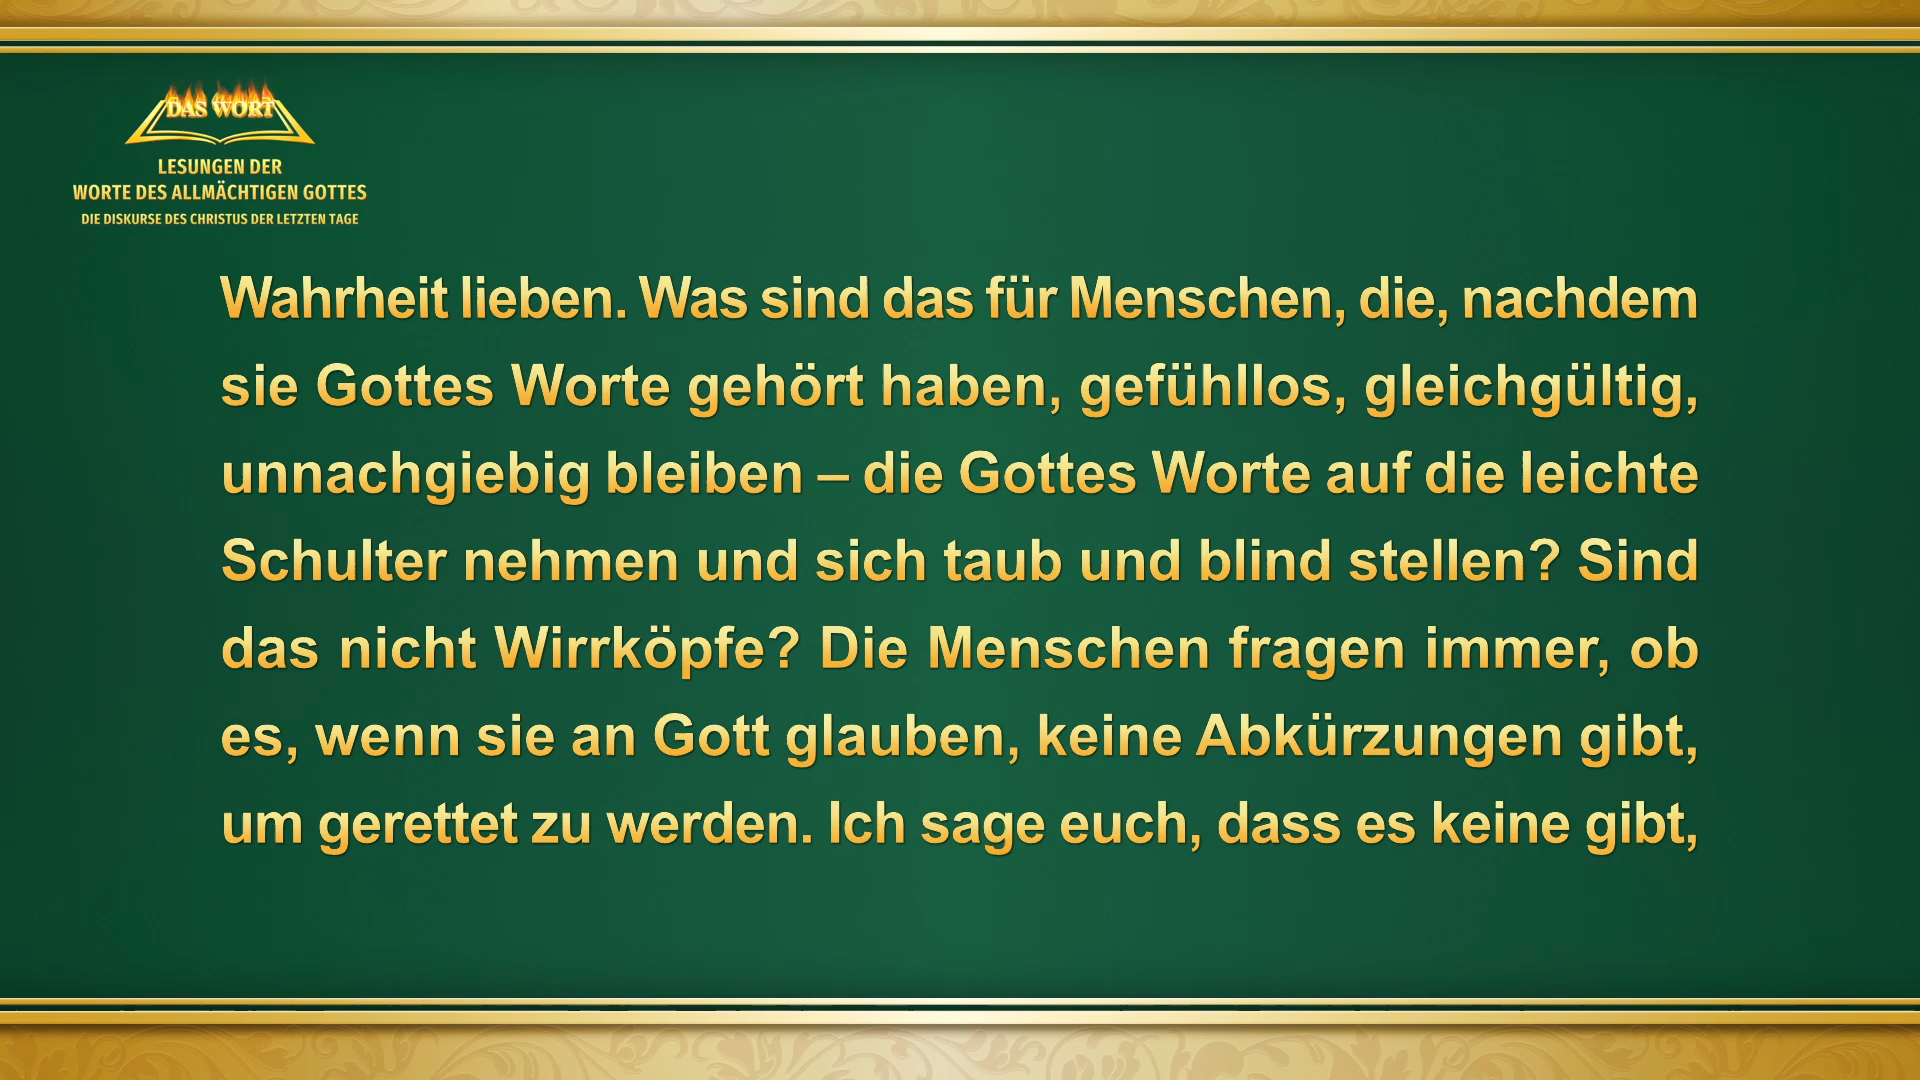 DAS WORT
LESUNGEN DER
WORTE DES ALLMÄCHTIGEN GOTTES
DIE DISKURSE DES CHRISTUS DER LETZTEN TAGE
Wahrheit lieben. Was sind das für Menschen, die, nachdem
sie Gottes Worte gehört haben, gefühllos, gleichgültig,
unnachgiebig bleiben – die Gottes Worte auf die leichte
Schulter nehmen und sich taub und blind stellen? Sind
das nicht Wirrköpfe? Die Menschen fragen immer, ob
es, wenn sie an Gott glauben, keine Abkürzungen gibt,
um gerettet zu werden. Ich sage euch, dass es keine gibt,